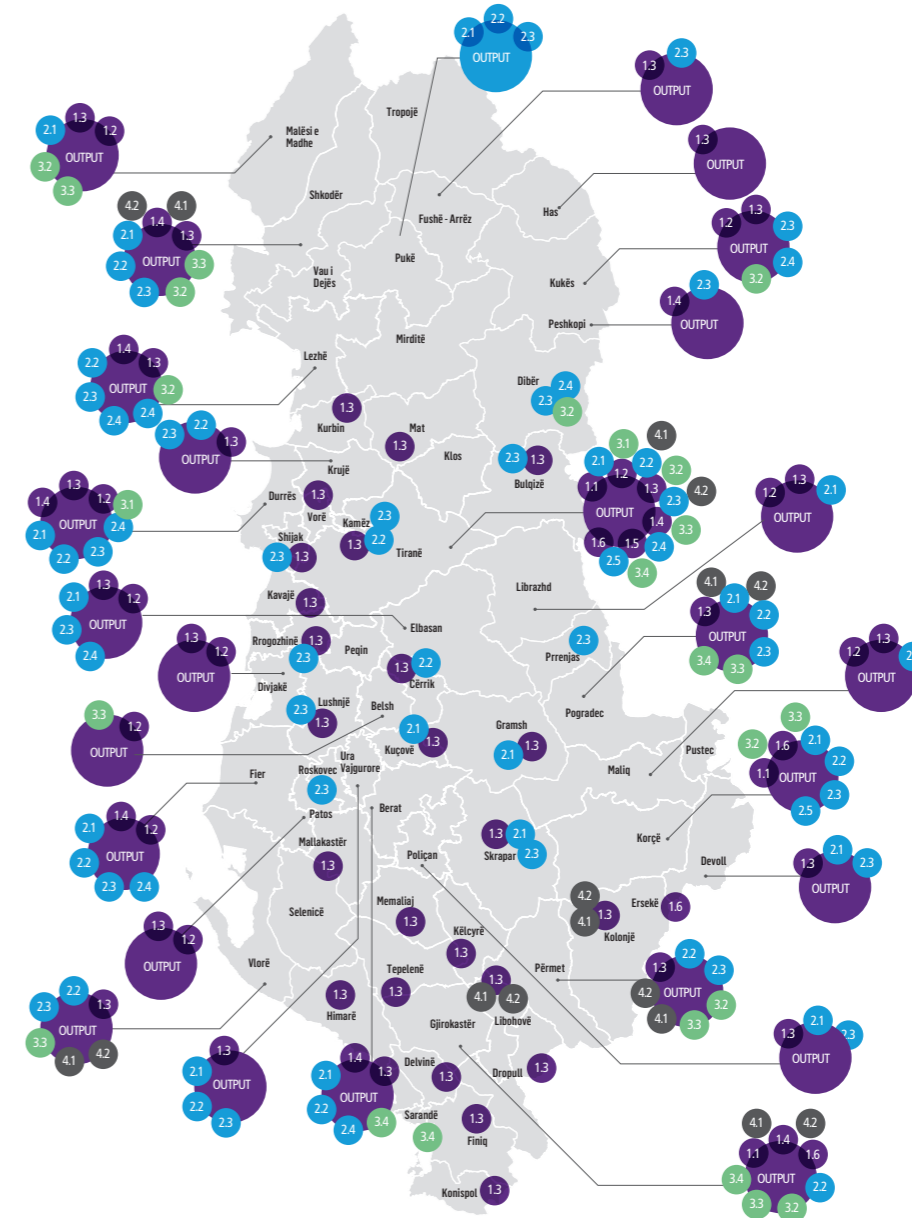 2.1 2.2 2.3
OUTPUT
1.3 2.3
OUTPUT
Tropojë
1.3
2.1 1.2
OUTPUT
3.2
3.3
Malësi e
Madhe
1.3
OUTPUT
Shkodër
Fushë - Arrëz
Has
4.2 4.1
1.4
2.1 1.3
OUTPUT
2.2 3.3
2.3 3.2
1.3
1.2 2.3
OUTPUT
2.4
3.2
Pukë
Vau i
Dejës
Kukës
2.3
1.4
OUTPUT
Peshkopi
Mirditë
Lezhë
1.4
2.2 1.3
OUTPUT
2.3 3.2
2.4 2.4
Dibër
2.4
2.3
3.2
1.3
Kurbin
Mat
1.3
2.2
2.3 1.3
OUTPUT
Krujë
Klos
2.3 1.3
Bulqizë
4.1
3.1
2.1 1.2 2.2 3.2
1.1 1.3 4.2
2.3
OUTPUT
1.4 3.3
1.6 1.5 2.4
2.5 3.4
1.3
1.2 2.1
OUTPUT
1.3
1.4 1.2 3.1
OUTPUT
2.4
2.1 2.3
2.2
Durrës
1.3
Vorë
Kamëz
2.3
1.3 2.2
Shijak
2.3 1.3
Tiranë
Librazhd
4.1 4.2
2.1
1.3 2.2
OUTPUT
2.3
3.4 3.3
1.3
2.1 1.2
OUTPUT
2.3
2.4
Kavajë
1.3
Elbasan
Rrogozhinë
1.3
2.3
Peqin
2.3
Prrenjas
1.3
1.2
OUTPUT
Divjakë
1.3 2.2
Cërrik
1.3
1.2
OUTPUT
Pogradec
Lushnjë
2.3
1.3
Belsh
3.3
1.2
OUTPUT
2.1
1.3
Kuçovë
Gramsh
1.3
2.1
Pustec
Maliq
3.3
3.2 1.6 2.1
1.1 2.2
OUTPUT
2.3
2.5
Fier
Ura
Vajgurore
Roskovec
2.3
Patos
Berat
1.4
2.1 1.2
OUTPUT
2.2
2.3 2.4
Mallakastër
1.3
Poliçan
1.3 2.1
Skrapar
2.3
Korçë
Devoll
2.1
1.3 2.3
OUTPUT
4.2
1.3
4.1
Kolonjë
Ersekë
1.6
Selenicë
Memaliaj
1.3
Këlcyrë
1.3
1.3
1.2
OUTPUT
Vlorë
Përmet
2.2
1.3 2.3
OUTPUT
4.2 3.2
4.1 3.3
Tepelenë
1.3
1.3
4.1 4.2
Libohovë
1.3
Himarë
2.2
2.3 1.3
OUTPUT
3.3
4.1 4.2
Gjirokastër
2.1
1.3 2.3
OUTPUT
1.3
2.1
OUTPUT
2.2
2.3
1.4
2.1 1.3
OUTPUT
2.2
2.4 3.4
Delvinë
1.3
Dropull
1.3
Sarandë
3.4
1.3
Finiq
4.1 4.2
1.4
1.1 1.6
OUTPUT
3.4 2.2
3.3 3.2
Konispol
1.3